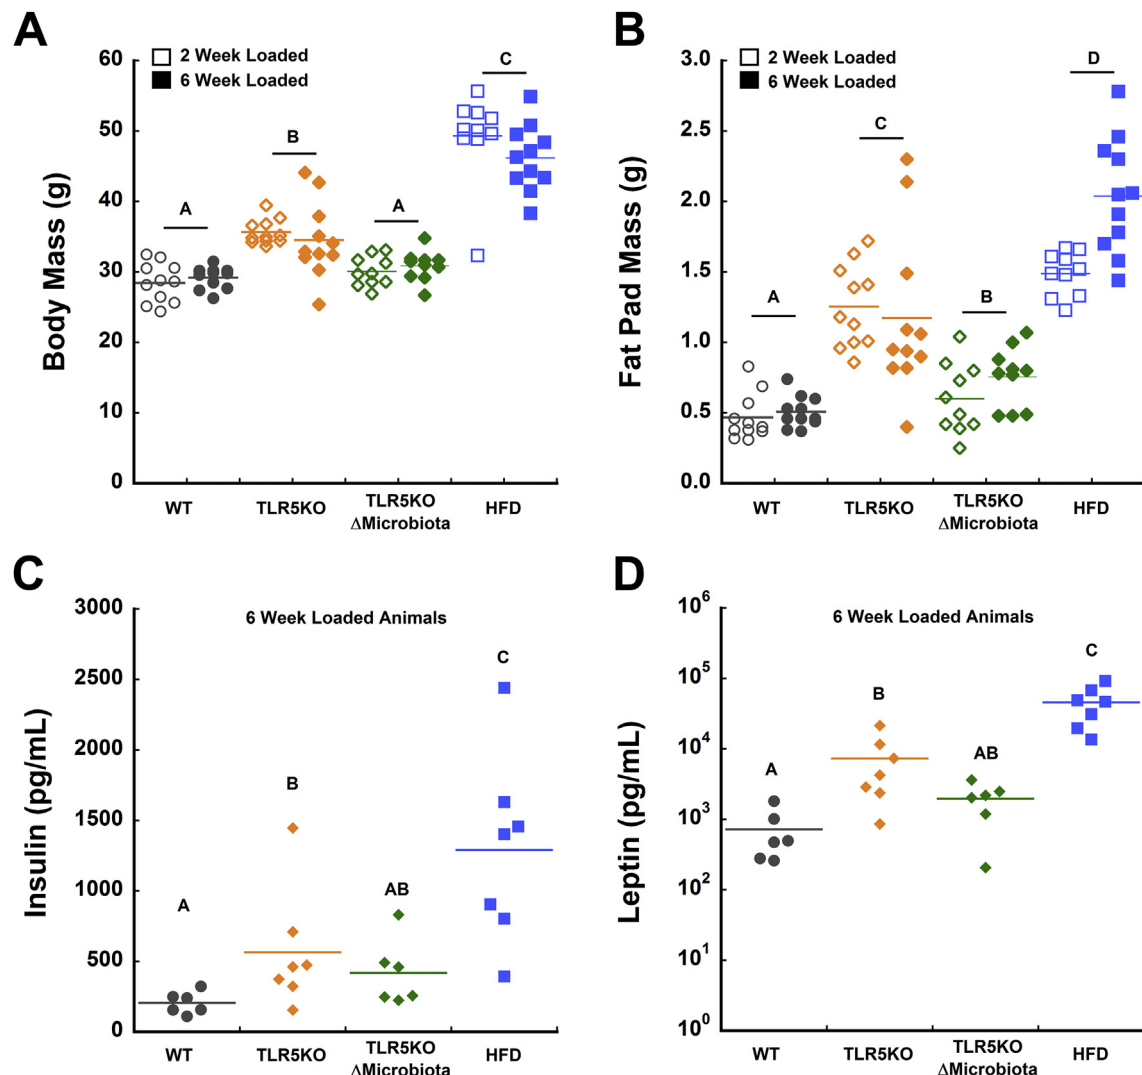 A
2 Week Loaded
6 Week Loaded
Body Mass (g)
60
50
40
30
20
10
0
A
B
A
C
WT
TLR5KO
TLR5KO
ΔMicrobiota
HFD
B
2 Week Loaded
6 Week Loaded
Fat Pad Mass (g)
3.0
2.5
2.0
1.5
1.0
0.5
0.0
A
C
B
D
WT
TLR5KO
TLR5KO
ΔMicrobiota
HFD
C
6 Week Loaded Animals
Insulin (pg/mL)
3000
2500
2000
1500
1000
500
0
A
B
AB
C
WT
TLR5KO
TLR5KO
ΔMicrobiota
HFD
D
6 Week Loaded Animals
Leptin (pg/mL)
10⁶
10⁵
10⁴
10³
10²
10¹
10⁰
A
B
AB
C
WT
TLR5KO
TLR5KO
ΔMicrobiota
HFD